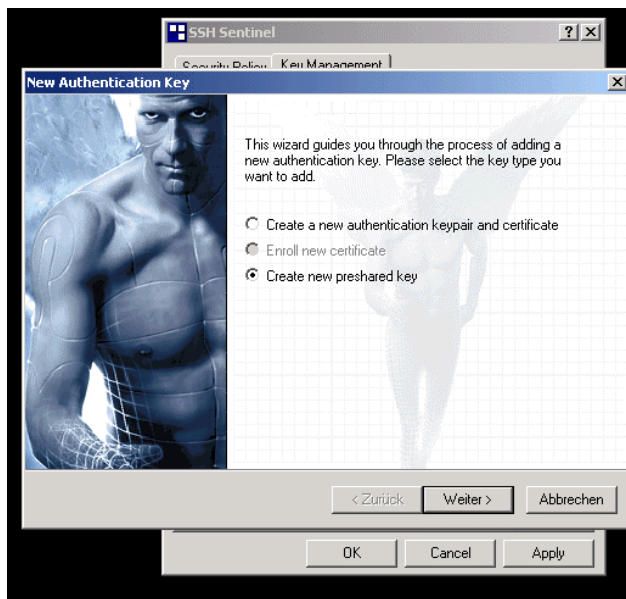 SSH Sentinel
Security Policy Key Management
New Authentication Key
This wizard guides you through the process of adding a
new authentication key. Please select the key type you
want to add.
Create a new authentication keypair and certificate
Enroll new certificate
Create new preshared key
< Zurück Weiter > Abbrechen
OK Cancel Apply